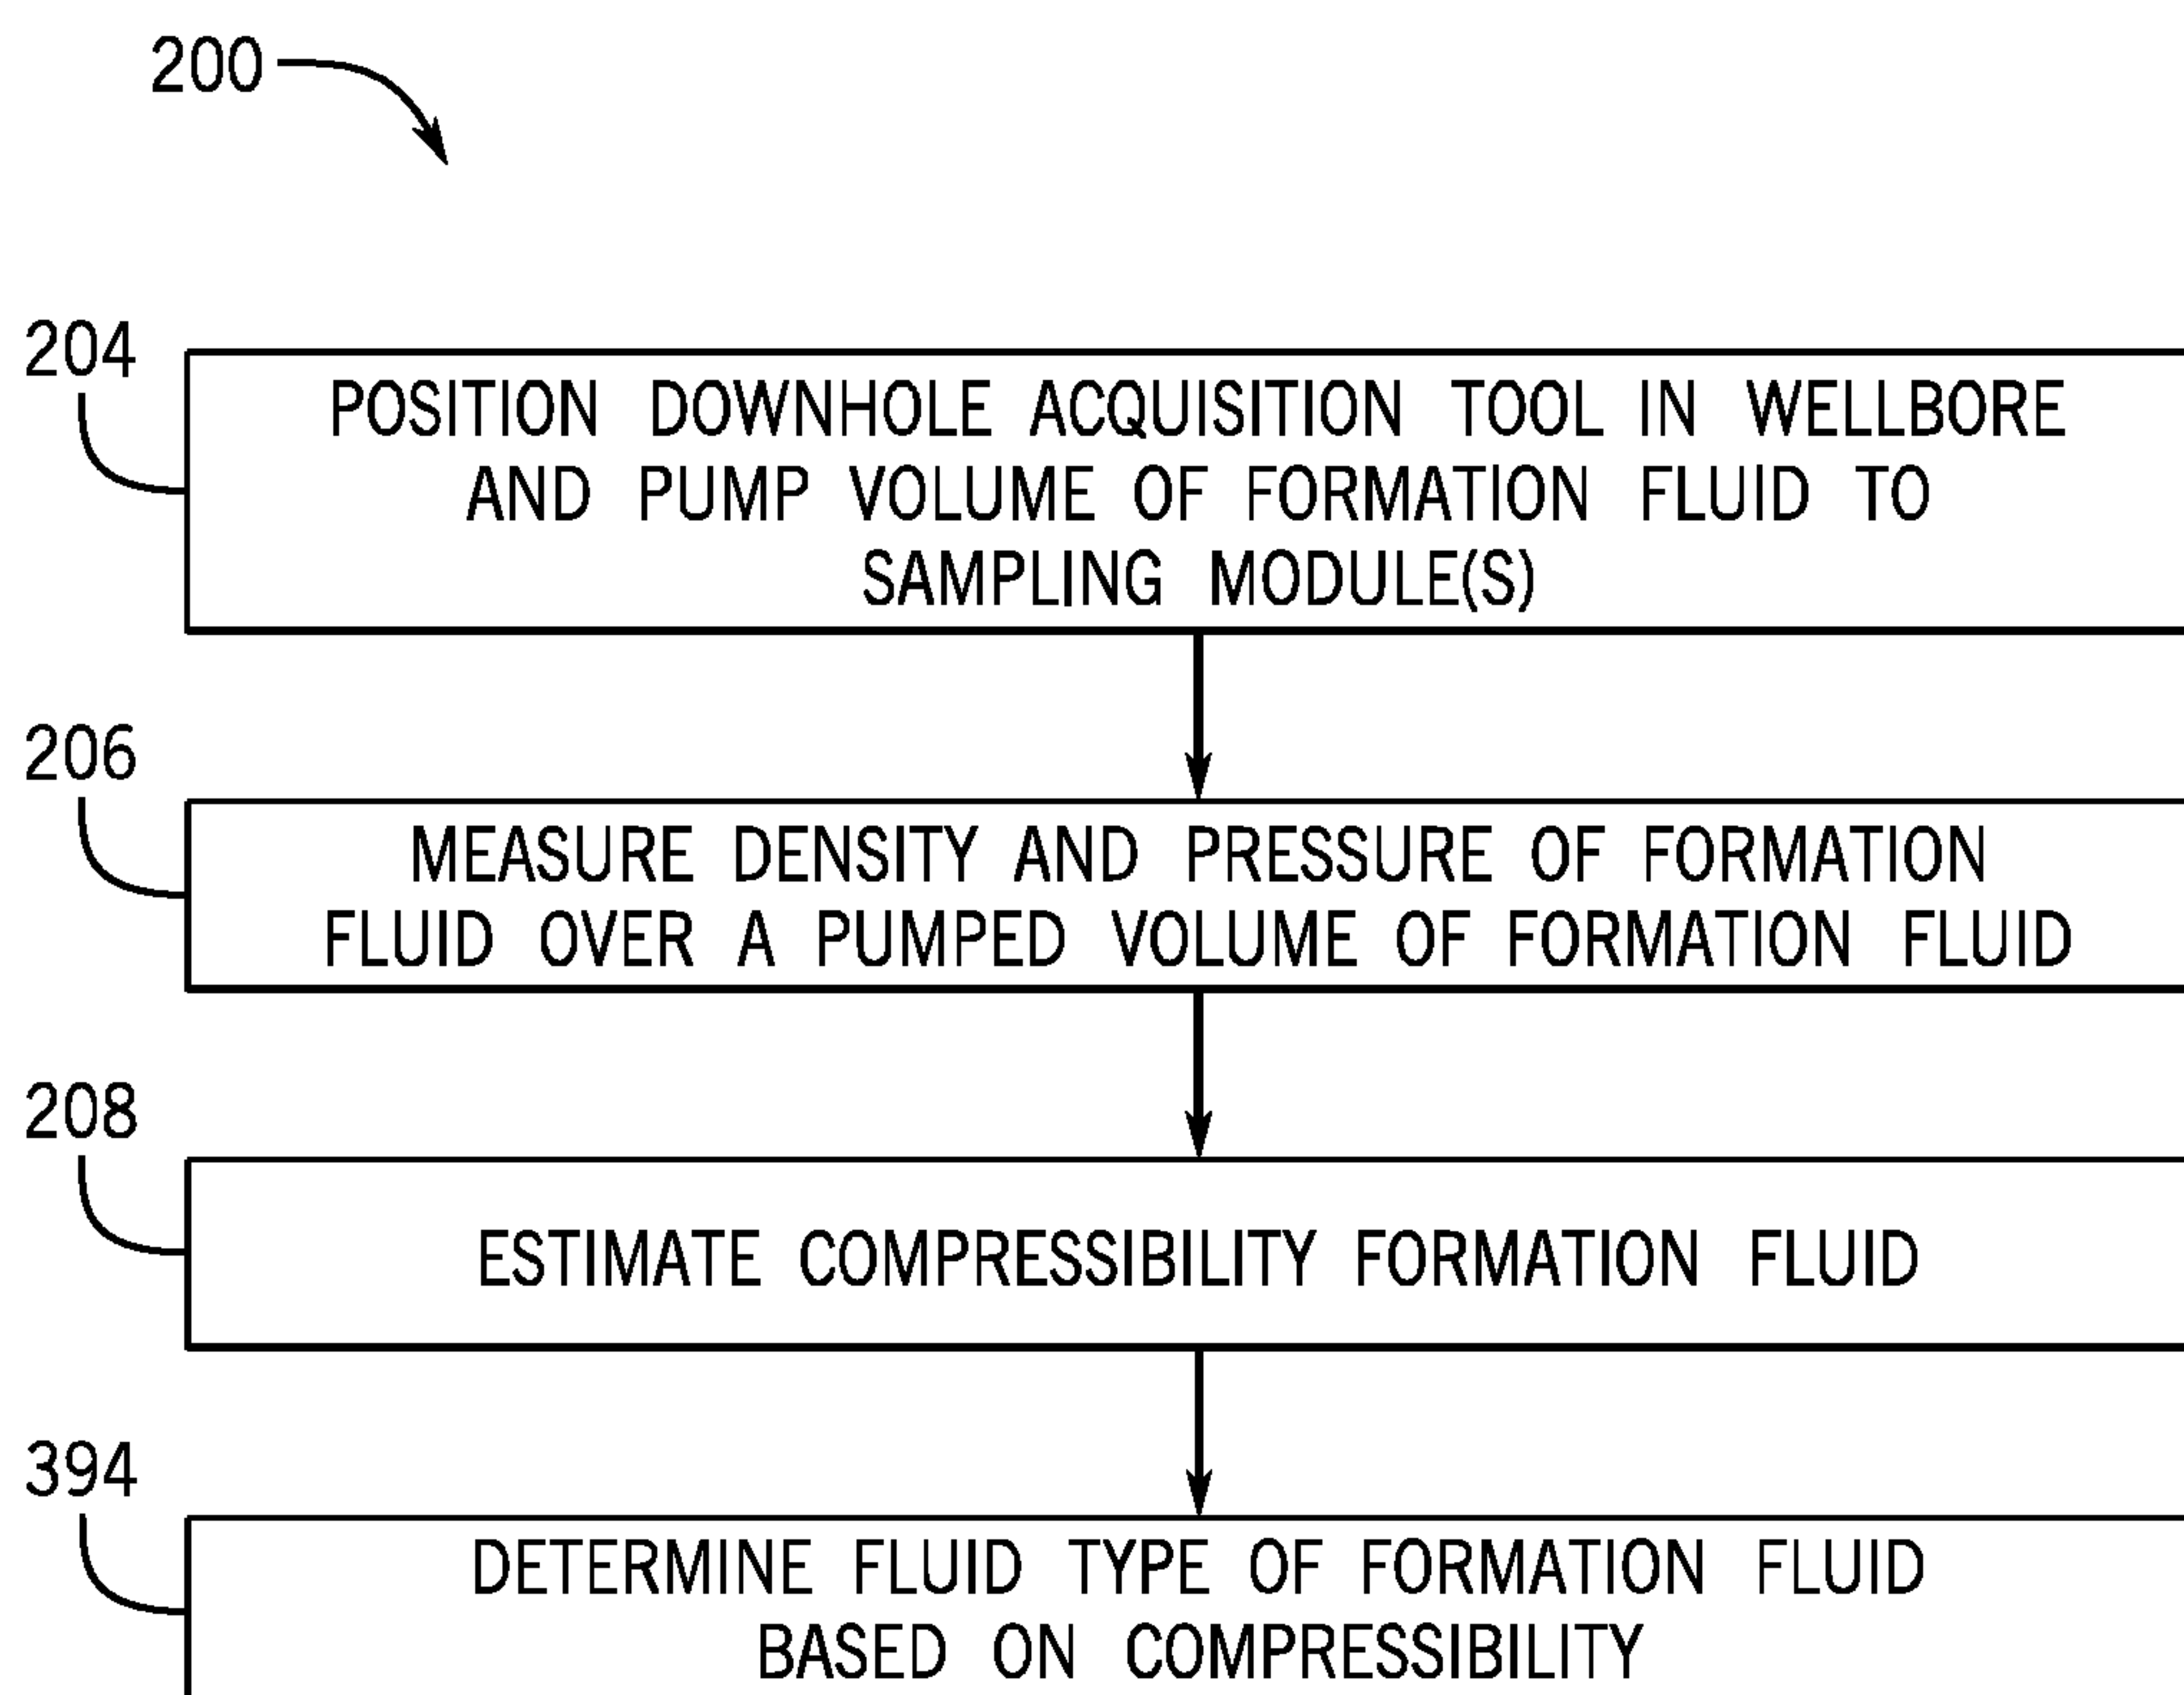 200
204
POSITION DOWNHOLE ACQUISITION TOOL IN WELLBORE
AND PUMP VOLUME OF FORMATION FLUID TO
SAMPLING MODULE(S)
206
MEASURE DENSITY AND PRESSURE OF FORMATION
FLUID OVER A PUMPED VOLUME OF FORMATION FLUID
208
ESTIMATE COMPRESSIBILITY FORMATION FLUID
394
DETERMINE FLUID TYPE OF FORMATION FLUID
BASED ON COMPRESSIBILITY